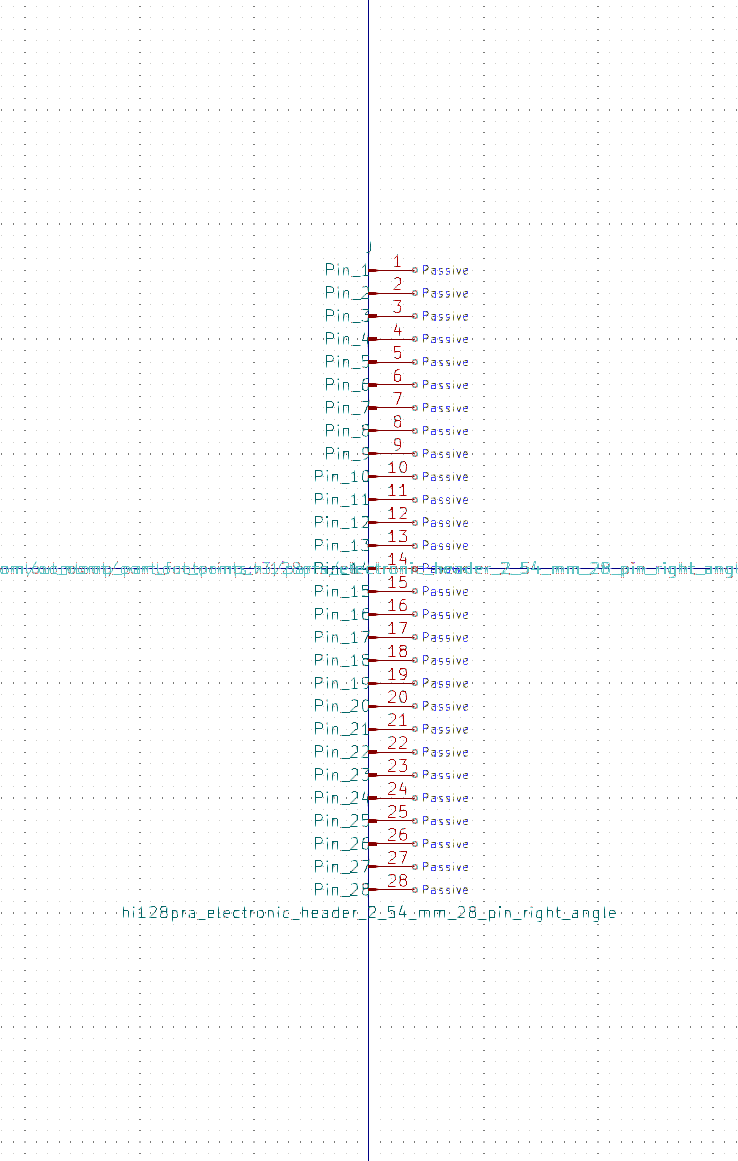 J
1
Pin_1 Passive
2
Pin_2 Passive
3
Pin_3 Passive
4
Pin_4 Passive
5
Pin_5 Passive
6
Pin_6 Passive
7
Pin_7 Passive
8
Pin_8 Passive
9
Pin_9 Passive
10
Pin_10 Passive
11
Pin_11 Passive
12
Pin_12 Passive
13
Pin_13 Passive
14
header_2_54_mm_28_pin_right_angl
15
Pin_15 Passive
16
Pin_16 Passive
17
Pin_17 Passive
18
Pin_18 Passive
19
Pin_19 Passive
20
Pin_20 Passive
21
Pin_21 Passive
22
Pin_22 Passive
23
Pin_23 Passive
24
Pin_24 Passive
25
Pin_25 Passive
26
Pin_26 Passive
27
Pin_27 Passive
28
Pin_28 Passive
hi128pra_electronic_header_2_54_mm_28_pin_right_angle